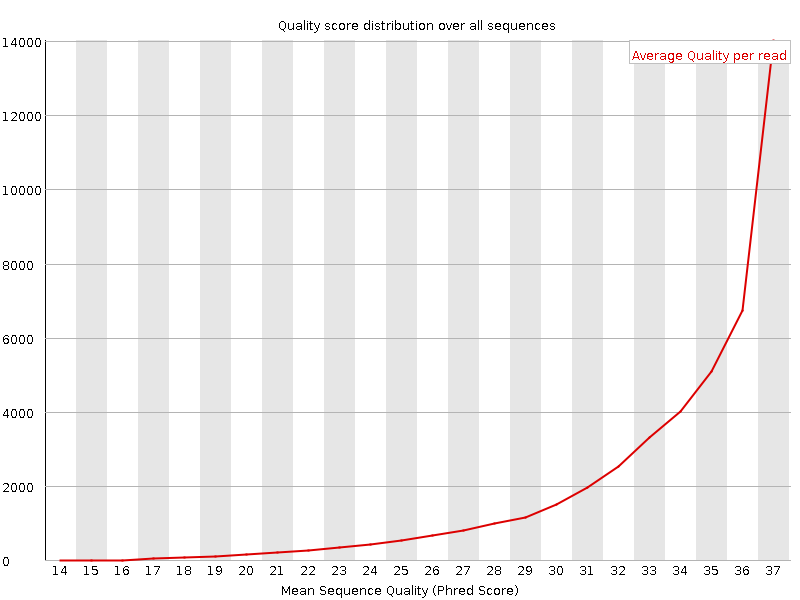 Quality score distribution over all sequences
14000
Average Quality per read
12000
10000
8000
6000
4000
2000
0
14 15 16 17 18 19 20 21 22 23 24 25 26 27 28 29 30 31 32 33 34 35 36 37
Mean Sequence Quality (Phred Score)